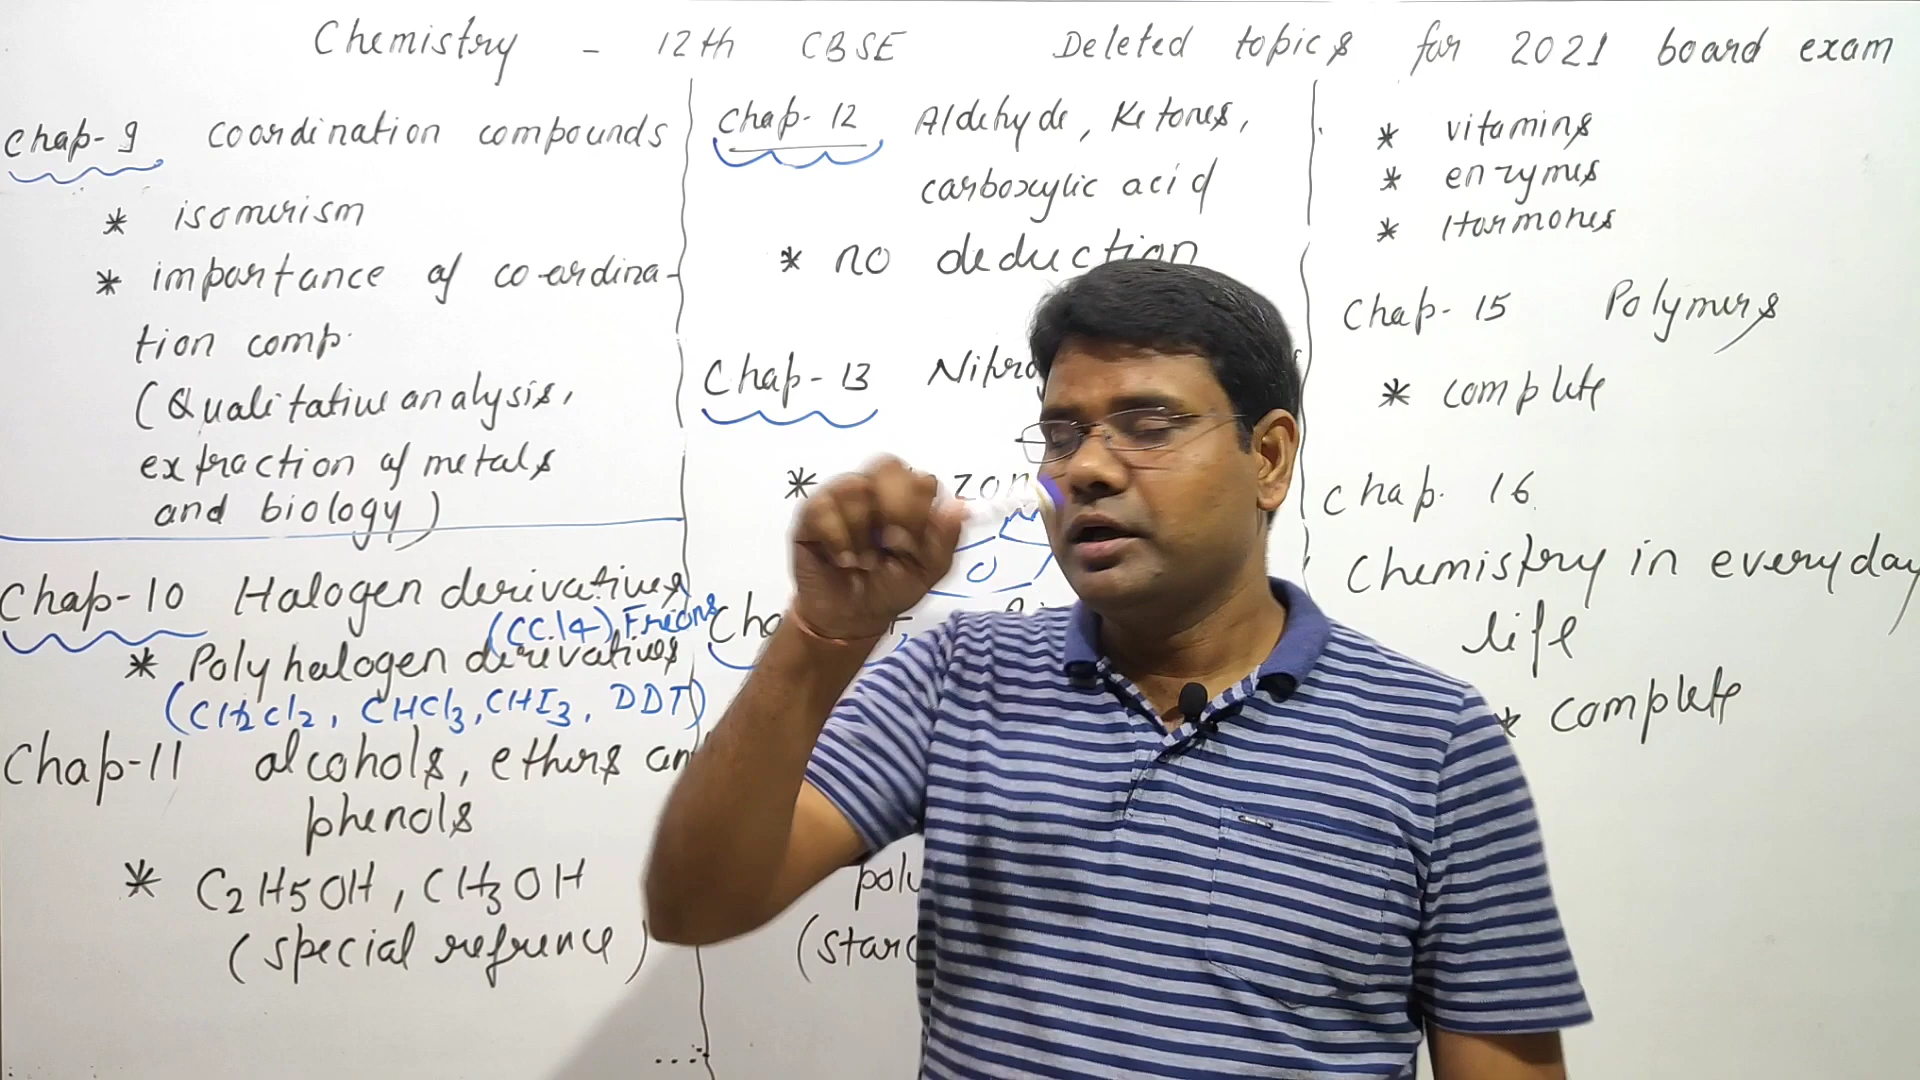 Chemistry - 12th CBSE Deleted topics for 2021 board exam
Chap-9 coordination compounds
* isomerism
* importance of co-ordina-
tion comp.
(Qualitative analysis,
extraction of metals
and biology)
Chap-10 Halogen derivatives
(CCl4) Freons
* Polyhalogen derivatives
(CH2Cl2, CHCl3, CHI3, DDT)
Chap-11 alcohols, ethers an
phenols
* C2H5OH, CH3OH
(special refrence)
Chap-12 Aldehyde, Ketones,
carboxylic acid
* no deduction
Chap-13 Nitro
*
* vitamins
* enzymes
* Hormones
Chap-15 Polymers
* complete
Chap. 16
Chemistry in everyday
life
* complete